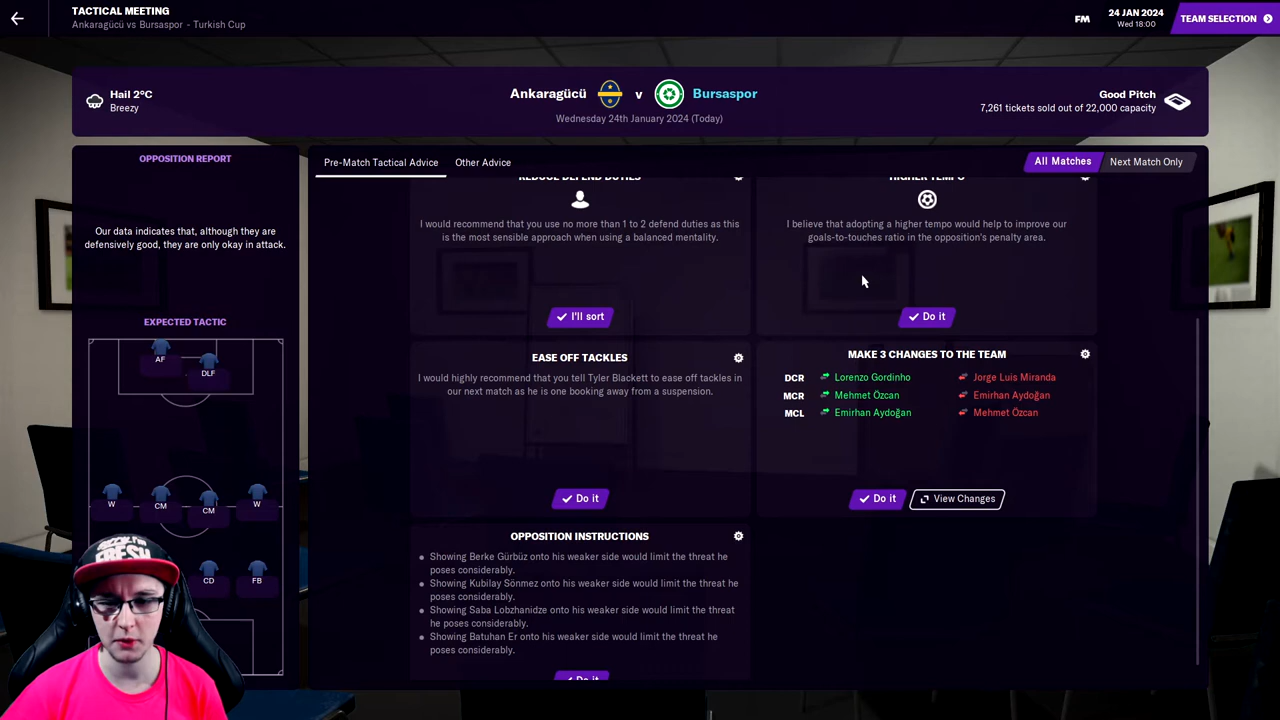 TACTICAL MEETING
Ankaragücü vs Bursaspor - Turkish Cup
FM
24 JAN 2024
Wed 18:00
TEAM SELECTION
Hail 2°C
Breezy
Ankaragücü v Bursaspor
Wednesday 24th January 2024 (Today)
Good Pitch
7,261 tickets sold out of 22,000 capacity
OPPOSITION REPORT
Our data indicates that, although they are
defensively good, they are only okay in attack.
EXPECTED TACTIC
AF
DLF
W
CM
CM
W
CD
FB
Pre-Match Tactical Advice
Other Advice
All Matches
Next Match Only
REDUCE DEFEND DUTIES
I would recommend that you use no more than 1 to 2 defend duties as this
is the most sensible approach when using a balanced mentality.
I'll sort
HIGHER TEMPO
I believe that adopting a higher tempo would help to improve our
goals-to-touches ratio in the opposition's penalty area.
Do it
EASE OFF TACKLES
I would highly recommend that you tell Tyler Blackett to ease off tackles in
our next match as he is one booking away from a suspension.
Do it
MAKE 3 CHANGES TO THE TEAM
DCR Lorenzo Gordinho Jorge Luis Miranda
MCR Mehmet Özcan Emirhan Aydoğan
MCL Emirhan Aydoğan Mehmet Özcan
Do it
View Changes
OPPOSITION INSTRUCTIONS
Showing Berke Gürbüz onto his weaker side would limit the threat he
poses considerably.
Showing Kubilay Sönmez onto his weaker side would limit the threat he
poses considerably.
Showing Saba Lobzhanidze onto his weaker side would limit the threat
he poses considerably.
Showing Batuhan Er onto his weaker side would limit the threat he
poses considerably.
Do it